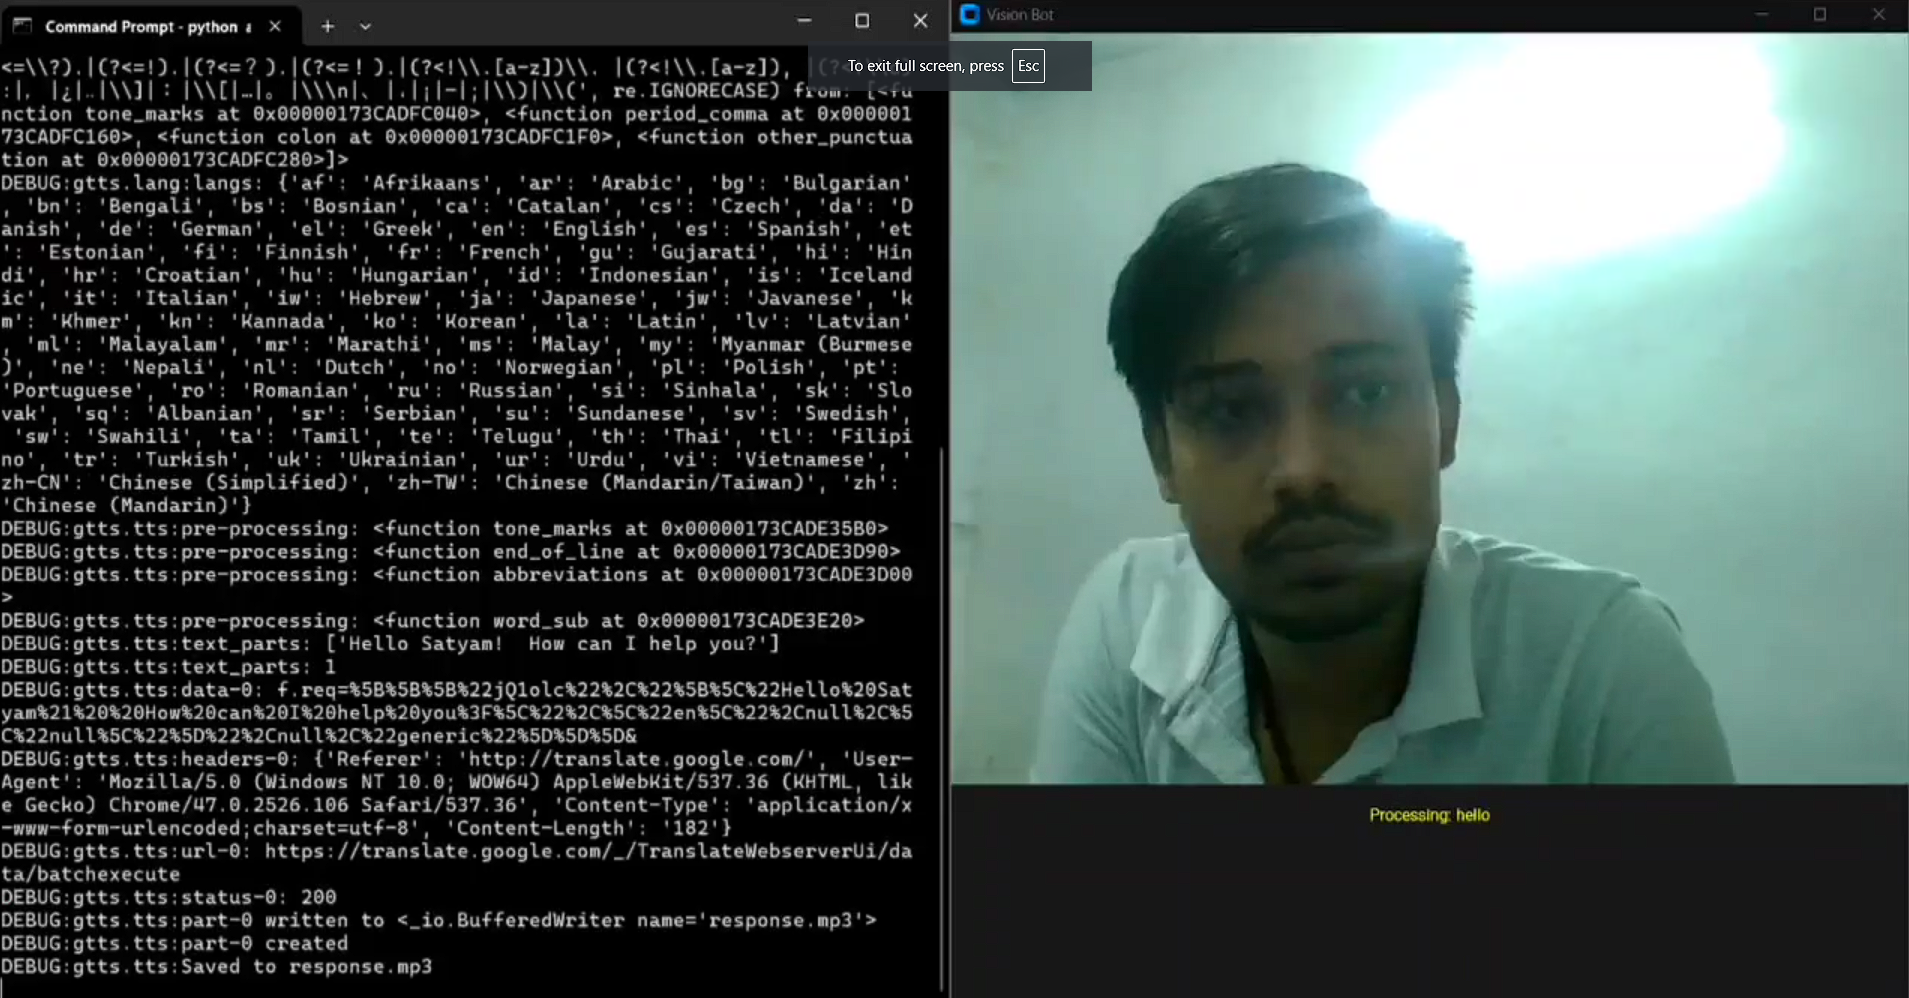 Command Prompt - python a
Vision Bot
To exit full screen, press Esc
<=\\?).|(?<=!).|(?<=？).|(?<=！).|(?<!\\.[a-z])\\. |(?<!\\.[a-z]),
:|, |¿|‥|\\]|： |\\[|…|。 |\\\n|、 |.|¡|—|;|\\)|\\(', re.IGNORECASE) from: [<fu
nction tone_marks at 0x00000173CADFC040>, <function period_comma at 0x000001
73CADFC160>, <function colon at 0x00000173CADFC1F0>, <function other_punctua
tion at 0x00000173CADFC280>]>
DEBUG:gtts.lang:langs: {'af': 'Afrikaans', 'ar': 'Arabic', 'bg': 'Bulgarian'
, 'bn': 'Bengali', 'bs': 'Bosnian', 'ca': 'Catalan', 'cs': 'Czech', 'da': 'D
anish', 'de': 'German', 'el': 'Greek', 'en': 'English', 'es': 'Spanish', 'et
': 'Estonian', 'fi': 'Finnish', 'fr': 'French', 'gu': 'Gujarati', 'hi': 'Hin
di', 'hr': 'Croatian', 'hu': 'Hungarian', 'id': 'Indonesian', 'is': 'Iceland
ic', 'it': 'Italian', 'iw': 'Hebrew', 'ja': 'Japanese', 'jw': 'Javanese', 'k
m': 'Khmer', 'kn': 'Kannada', 'ko': 'Korean', 'la': 'Latin', 'lv': 'Latvian'
, 'ml': 'Malayalam', 'mr': 'Marathi', 'ms': 'Malay', 'my': 'Myanmar (Burmese
)', 'ne': 'Nepali', 'nl': 'Dutch', 'no': 'Norwegian', 'pl': 'Polish', 'pt':
'Portuguese', 'ro': 'Romanian', 'ru': 'Russian', 'si': 'Sinhala', 'sk': 'Slo
vak', 'sq': 'Albanian', 'sr': 'Serbian', 'su': 'Sundanese', 'sv': 'Swedish',
'sw': 'Swahili', 'ta': 'Tamil', 'te': 'Telugu', 'th': 'Thai', 'tl': 'Filipi
no', 'tr': 'Turkish', 'uk': 'Ukrainian', 'ur': 'Urdu', 'vi': 'Vietnamese', '
zh-CN': 'Chinese (Simplified)', 'zh-TW': 'Chinese (Mandarin/Taiwan)', 'zh':
'Chinese (Mandarin)'}
DEBUG:gtts.tts:pre-processing: <function tone_marks at 0x00000173CADE35B0>
DEBUG:gtts.tts:pre-processing: <function end_of_line at 0x00000173CADE3D90>
DEBUG:gtts.tts:pre-processing: <function abbreviations at 0x00000173CADE3D00
>
DEBUG:gtts.tts:pre-processing: <function word_sub at 0x00000173CADE3E20>
DEBUG:gtts.tts:text_parts: ['Hello Satyam!  How can I help you?']
DEBUG:gtts.tts:text_parts: 1
DEBUG:gtts.tts:data-0: f.req=%5B%5B%5B%22jQ1olc%22%2C%22%5B%5C%22Hello%20Sat
yam%21%20%20How%20can%20I%20help%20you%3F%5C%22%2C%5C%22en%5C%22%2Cnull%2C%5
C%22null%5C%22%5D%22%2Cnull%2C%22generic%22%5D%5D%5D&
DEBUG:gtts.tts:headers-0: {'Referer': 'http://translate.google.com/', 'User-
Agent': 'Mozilla/5.0 (Windows NT 10.0; WOW64) AppleWebKit/537.36 (KHTML, lik
e Gecko) Chrome/47.0.2526.106 Safari/537.36', 'Content-Type': 'application/x
-www-form-urlencoded;charset=utf-8', 'Content-Length': '182'}
DEBUG:gtts.tts:url-0: https://translate.google.com/_/TranslateWebserverUi/da
ta/batchexecute
DEBUG:gtts.tts:status-0: 200
DEBUG:gtts.tts:part-0 written to <_io.BufferedWriter name='response.mp3'>
DEBUG:gtts.tts:part-0 created
DEBUG:gtts.tts:Saved to response.mp3
Processing: hello